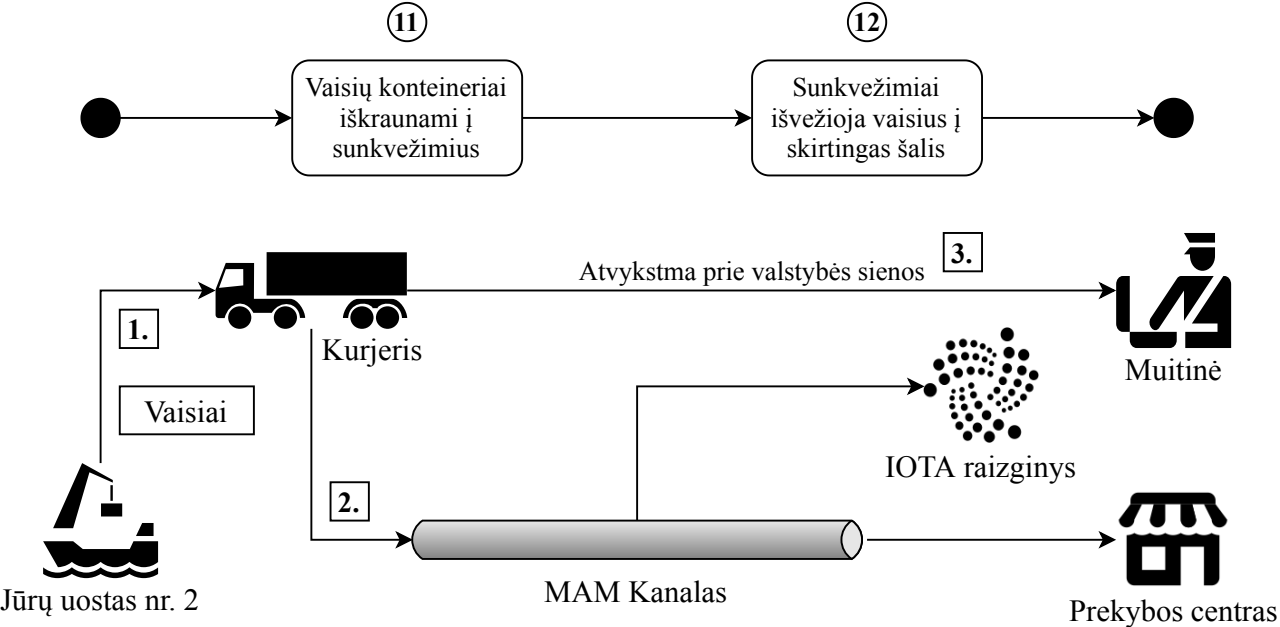 11
12
Vaisių konteineriai
iškraunami į
sunkvežimius
Sunkvežimiai
išvežioja vaisius į
skirtingas šalis
3.
Atvykstma prie valstybės sienos
1.
Kurjeris
Muitinė
Vaisiai
IOTA raizginys
2.
MAM Kanalas
Jūrų uostas nr. 2
Prekybos centras